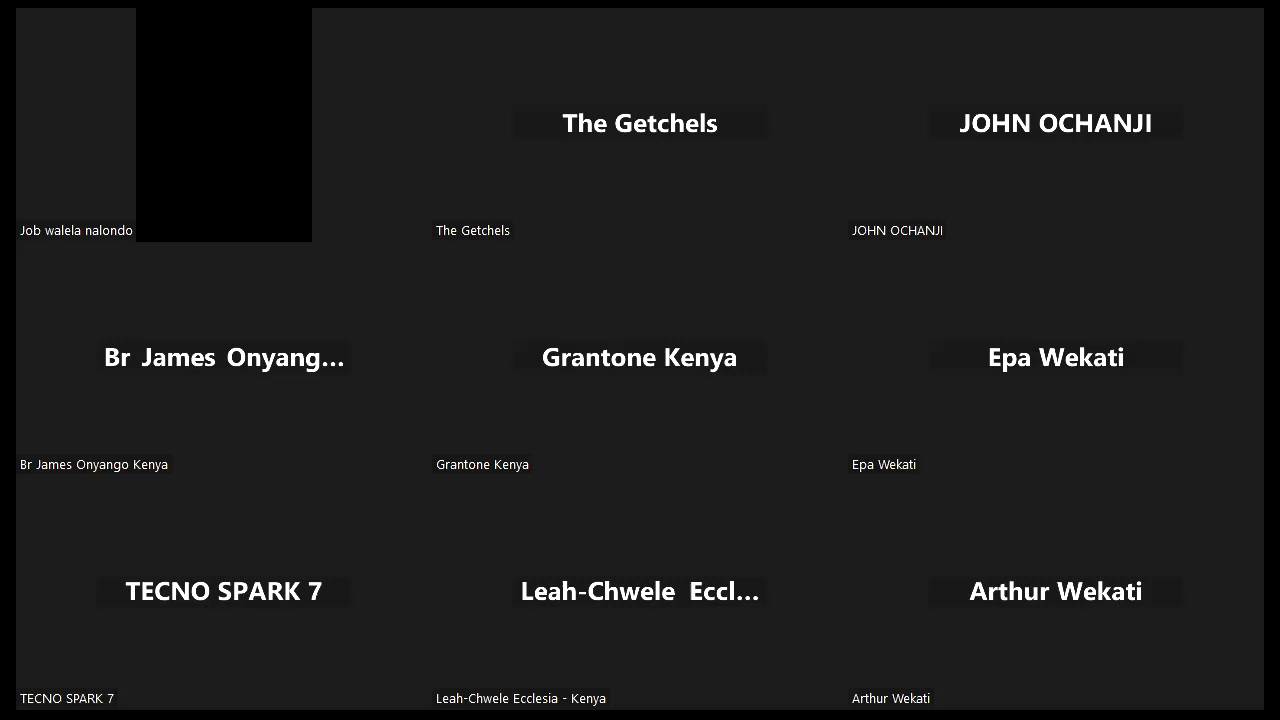 The Getchels
JOHN OCHANJI
Job walela nalondo
The Getchels
JOHN OCHANJI
Br James Onyang...
Grantone Kenya
Epa Wekati
Br James Onyango Kenya
Grantone Kenya
Epa Wekati
TECNO SPARK 7
Leah-Chwele Eccl...
Arthur Wekati
TECNO SPARK 7
Leah-Chwele Ecclesia - Kenya
Arthur Wekati